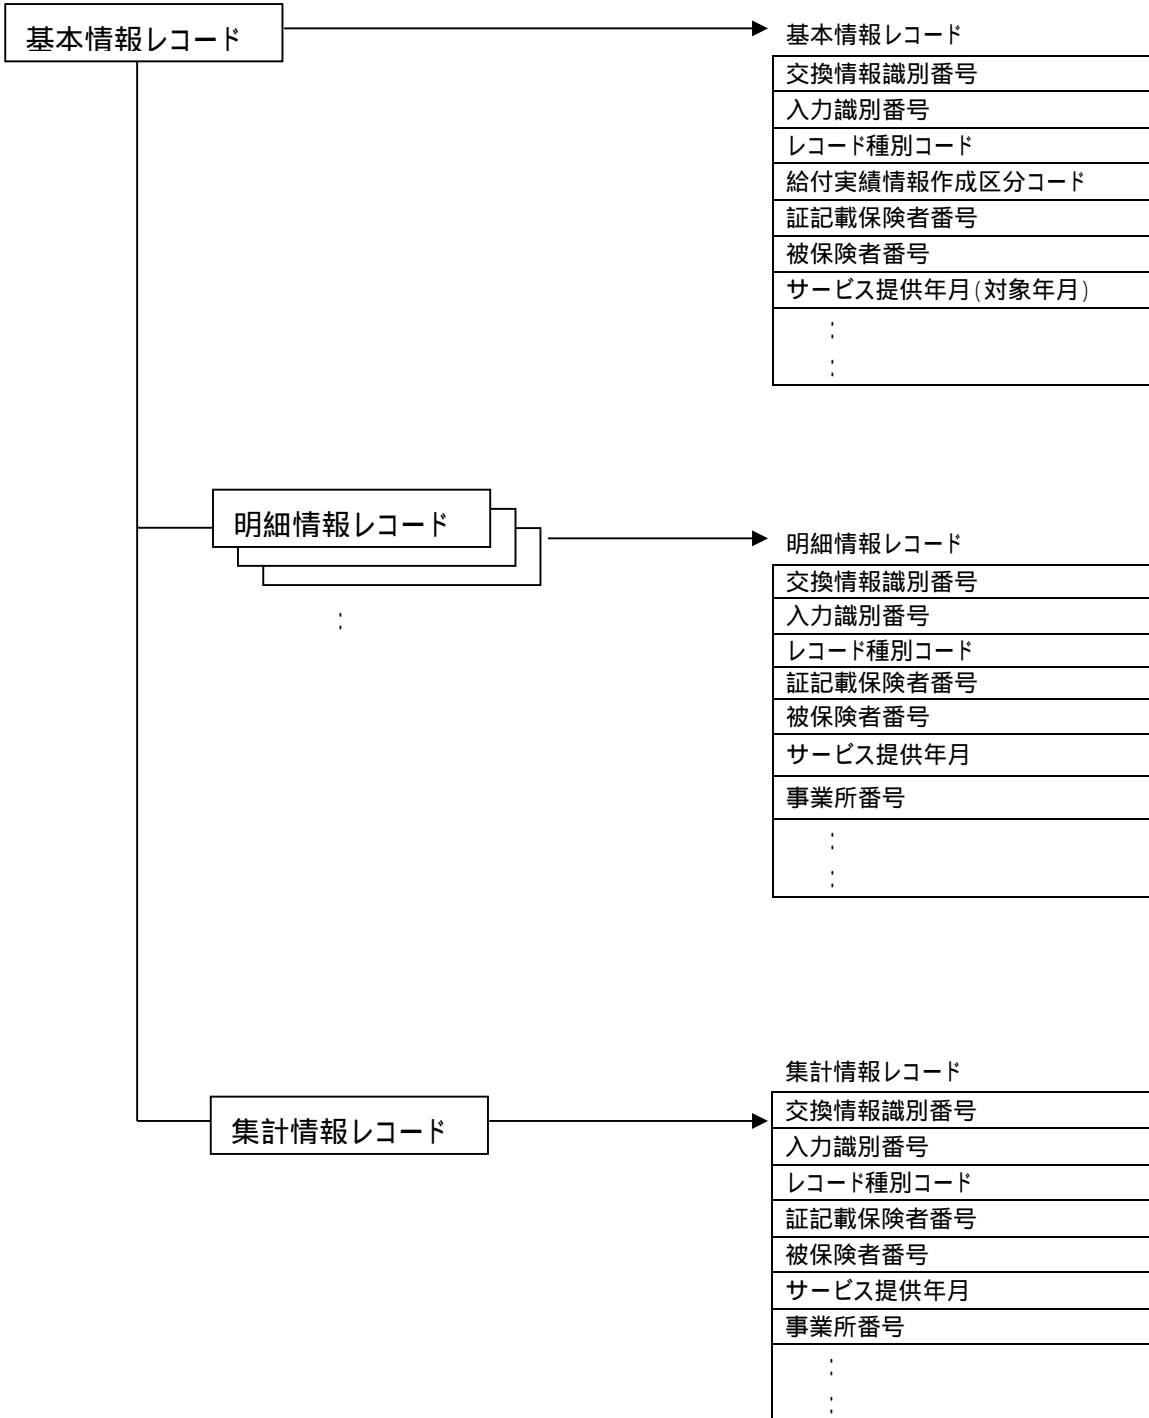 基本情報レコード
基本情報レコード
交換情報識別番号
入力識別番号
レコード種別コード
給付実績情報作成区分コード
証記載保険者番号
被保険者番号
サービス提供年月(対象年月)
:
:
明細情報レコード
:
明細情報レコード
交換情報識別番号
入力識別番号
レコード種別コード
証記載保険者番号
被保険者番号
サービス提供年月
事業所番号
:
:
集計情報レコード
集計情報レコード
交換情報識別番号
入力識別番号
レコード種別コード
証記載保険者番号
被保険者番号
サービス提供年月
事業所番号
:
: